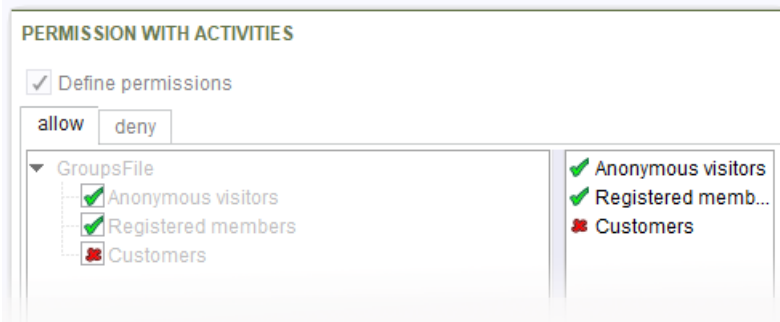 PERMISSION WITH ACTIVITIES
Define permissions
allow deny
GroupsFile
Anonymous visitors
Registered members
Customers
Anonymous visitors
Registered memb...
Customers